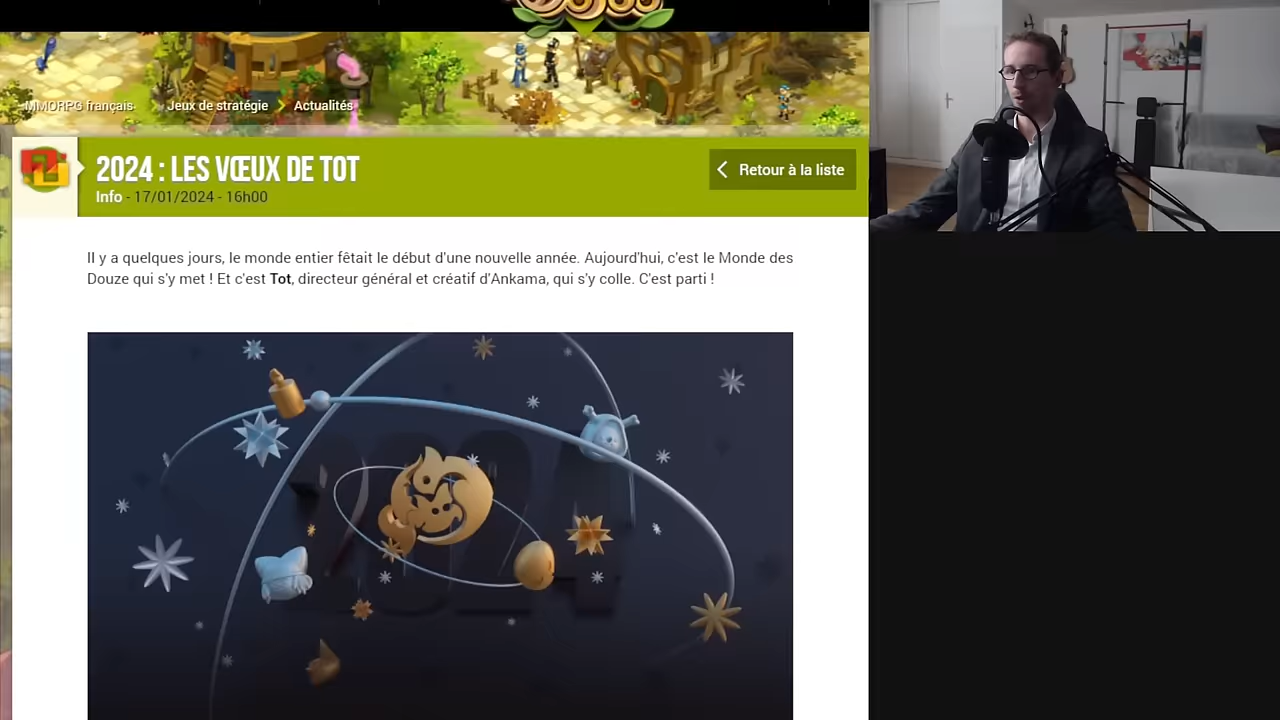 MMORPG français
Jeux de stratégie
Actualités
2024 : LES VŒUX DE TOT
Info - 17/01/2024 - 16h00
Retour à la liste
Il y a quelques jours, le monde entier fêtait le début d'une nouvelle année. Aujourd'hui, c'est le Monde des
Douze qui s'y met ! Et c'est Tot, directeur général et créatif d'Ankama, qui s'y colle. C'est parti !